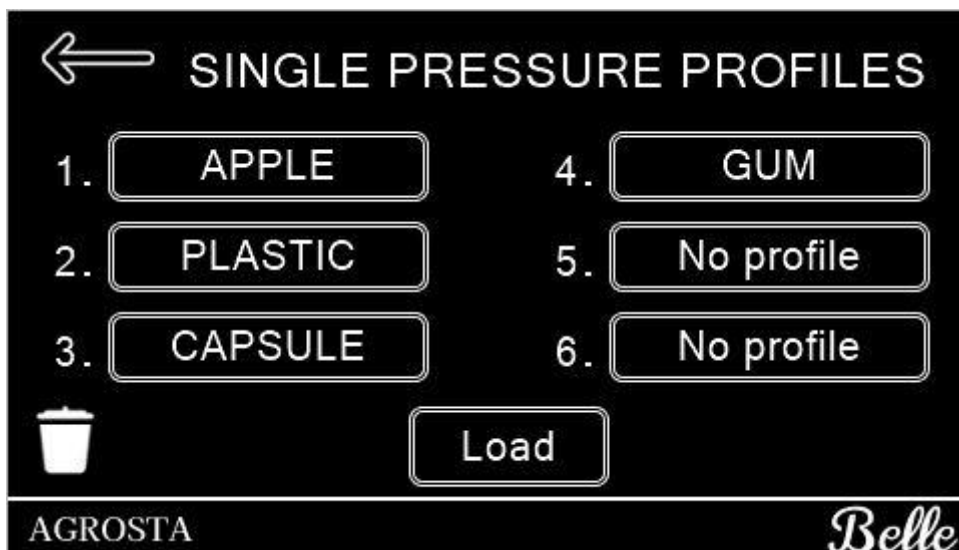 SINGLE PRESSURE PROFILES
1. APPLE
2. PLASTIC
3. CAPSULE
4. GUM
5. No profile
6. No profile
Load
AGROSTA
Belle